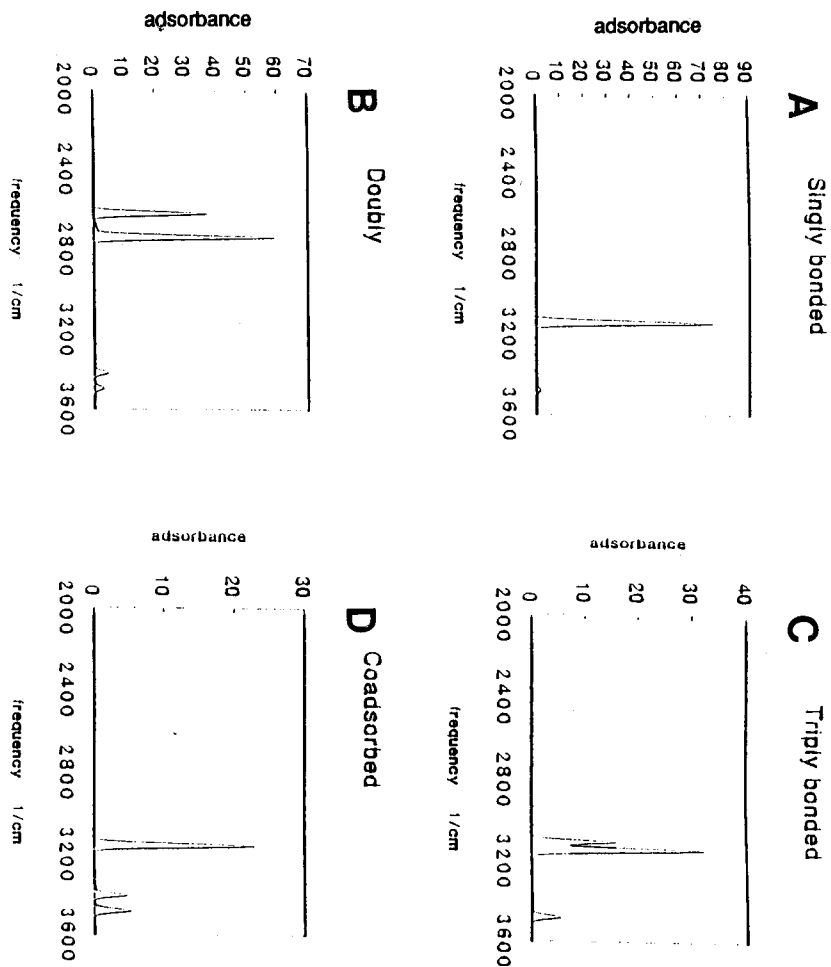 A
Singly bonded
adsorbance
0 10 20 30 40 50 60 70 80 90
2000 2400 2800 3200 3600
frequency 1/cm
C
Triply bonded
adsorbance
0 10 20 30 40
2000 2400 2800 3200 3600
frequency 1/cm
B
Doubly
adsorbance
0 10 20 30 40 50 60 70
2000 2400 2800 3200 3600
frequency 1/cm
D
Coadsorbed
adsorbance
0 10 20 30
2000 2400 2800 3200 3600
frequency 1/cm